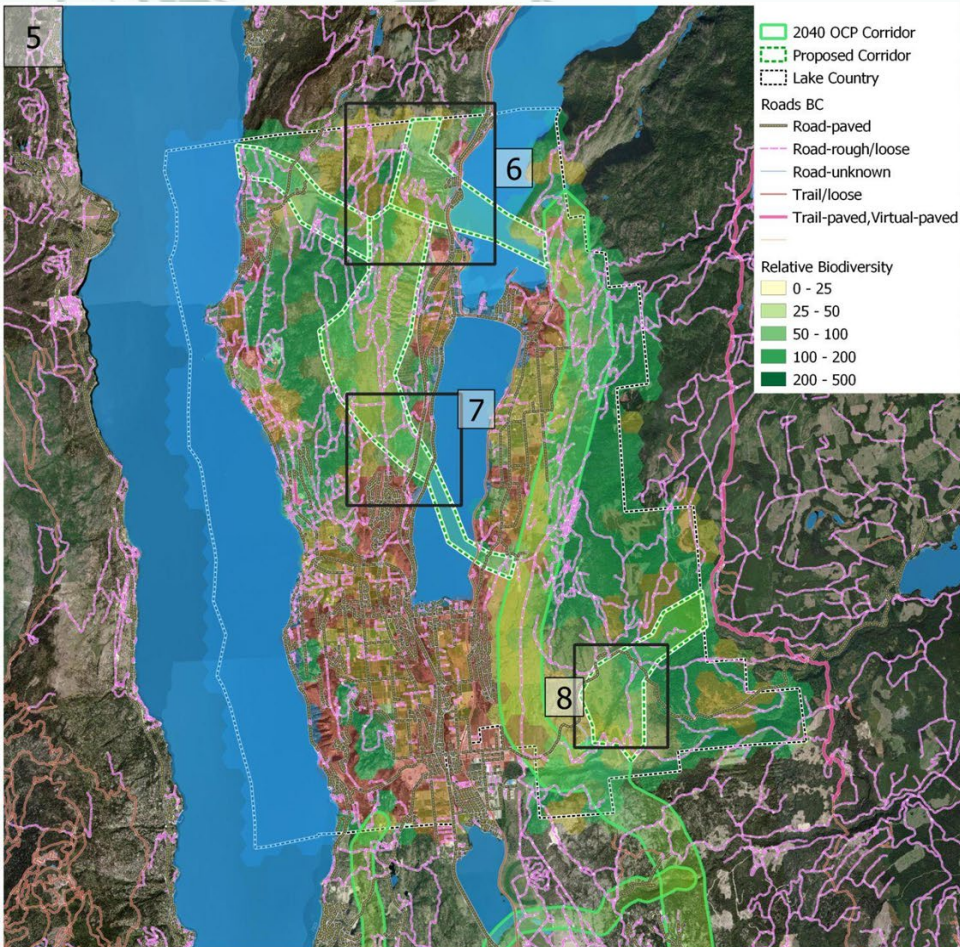 5
2040 OCP Corridor
Proposed Corridor
Lake Country
Roads BC
Road-paved
Road-rough/loose
Road-unknown
Trail/loose
Trail-paved,Virtual-paved
Relative Biodiversity
0 - 25
25 - 50
50 - 100
100 - 200
200 - 500
6
7
8